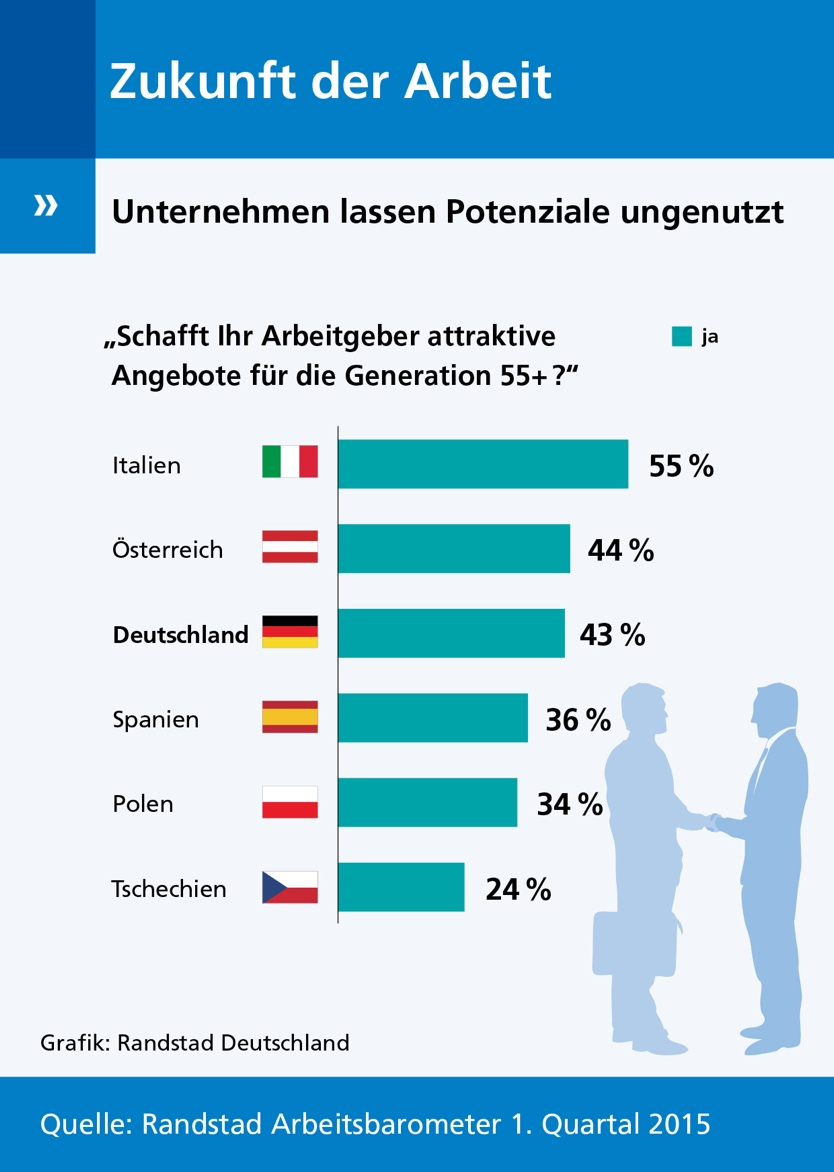 Zukunft der Arbeit
»
Unternehmen lassen Potenziale ungenutzt
„Schafft Ihr Arbeitgeber attraktive
Angebote für die Generation 55+?“
ja
Italien 55 %
Österreich 44 %
Deutschland 43 %
Spanien 36 %
Polen 34 %
Tschechien 24 %
Grafik: Randstad Deutschland
Quelle: Randstad Arbeitsbarometer 1. Quartal 2015